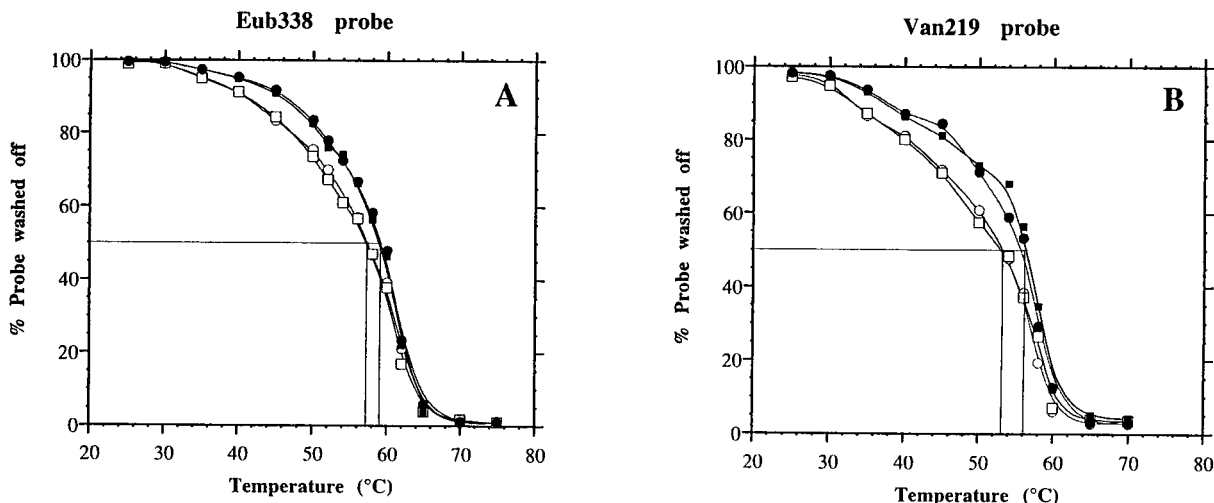 Eub338 probe
A
% Probe washed off
100
80
60
40
20
0
20 30 40 50 60 70 80
Temperature (°C)
Van219 probe
B
% Probe washed off
100
80
60
40
20
0
20 30 40 50 60 70 80
Temperature (°C)